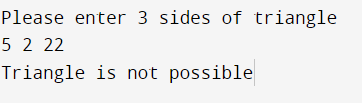 Please enter 3 sides of triangle
5 2 22
Triangle is not possible